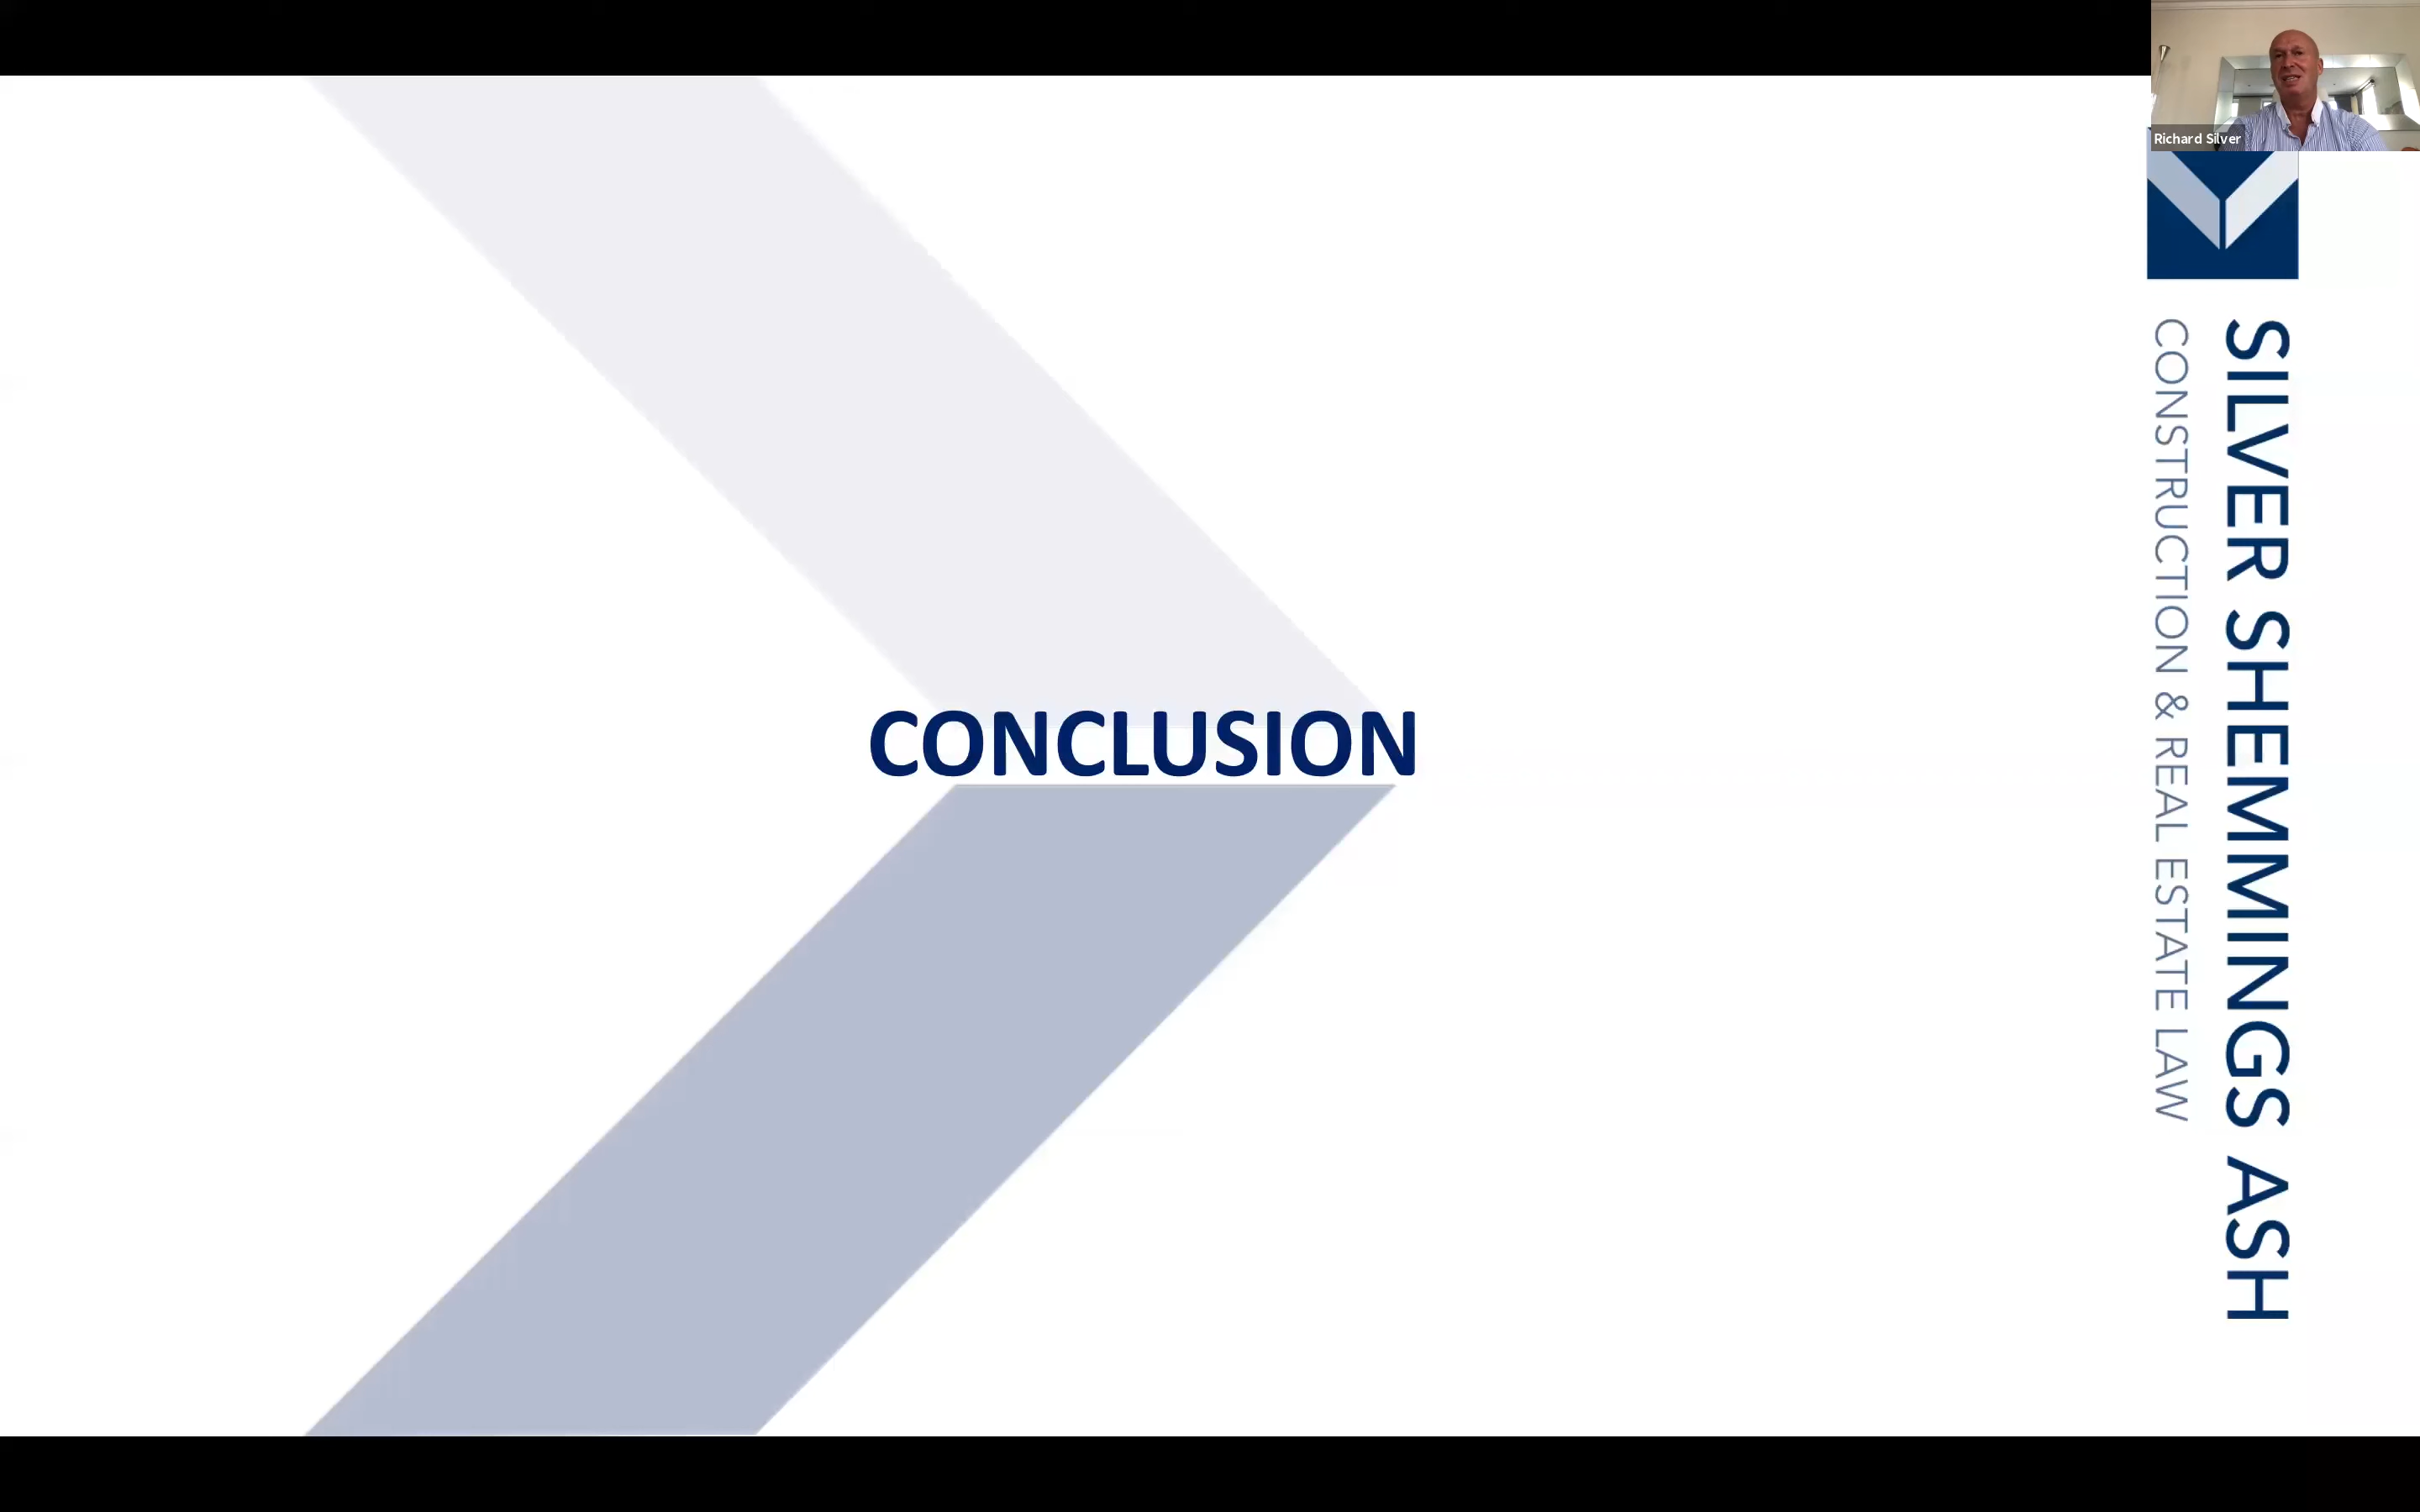 Richard Silver
CONCLUSION
SILVER SHEMMINGS ASH
CONSTRUCTION & REAL ESTATE LAW